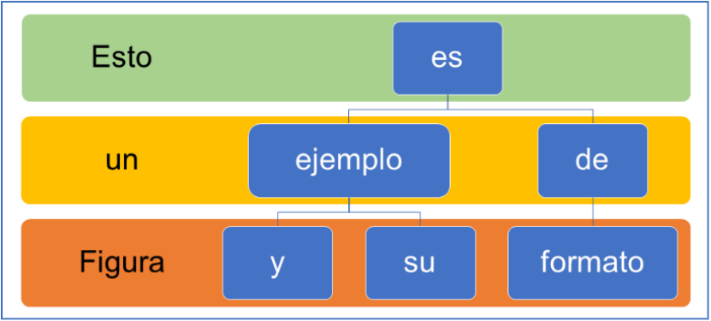 Esto es
un ejemplo de
Figura y su formato